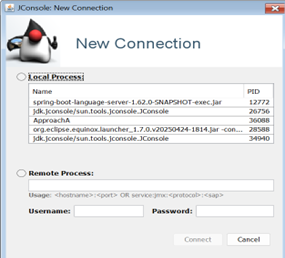 JConsole: New Connection
New Connection
Local Process:
Name PID
spring-boot-language-server-1.62.0-SNAPSHOT-exec.jar 12772
jdk.jconsole/sun.tools.jconsole.JConsole 26756
ApproachA 36088
org.eclipse.equinox.launcher_1.7.0.v20250424-1814.jar -con... 28588
jdk.jconsole/sun.tools.jconsole.JConsole 34940
Remote Process:
Usage: <hostname>:<port> OR service:jmx:<protocol>:<sap>
Username: Password:
Connect Cancel